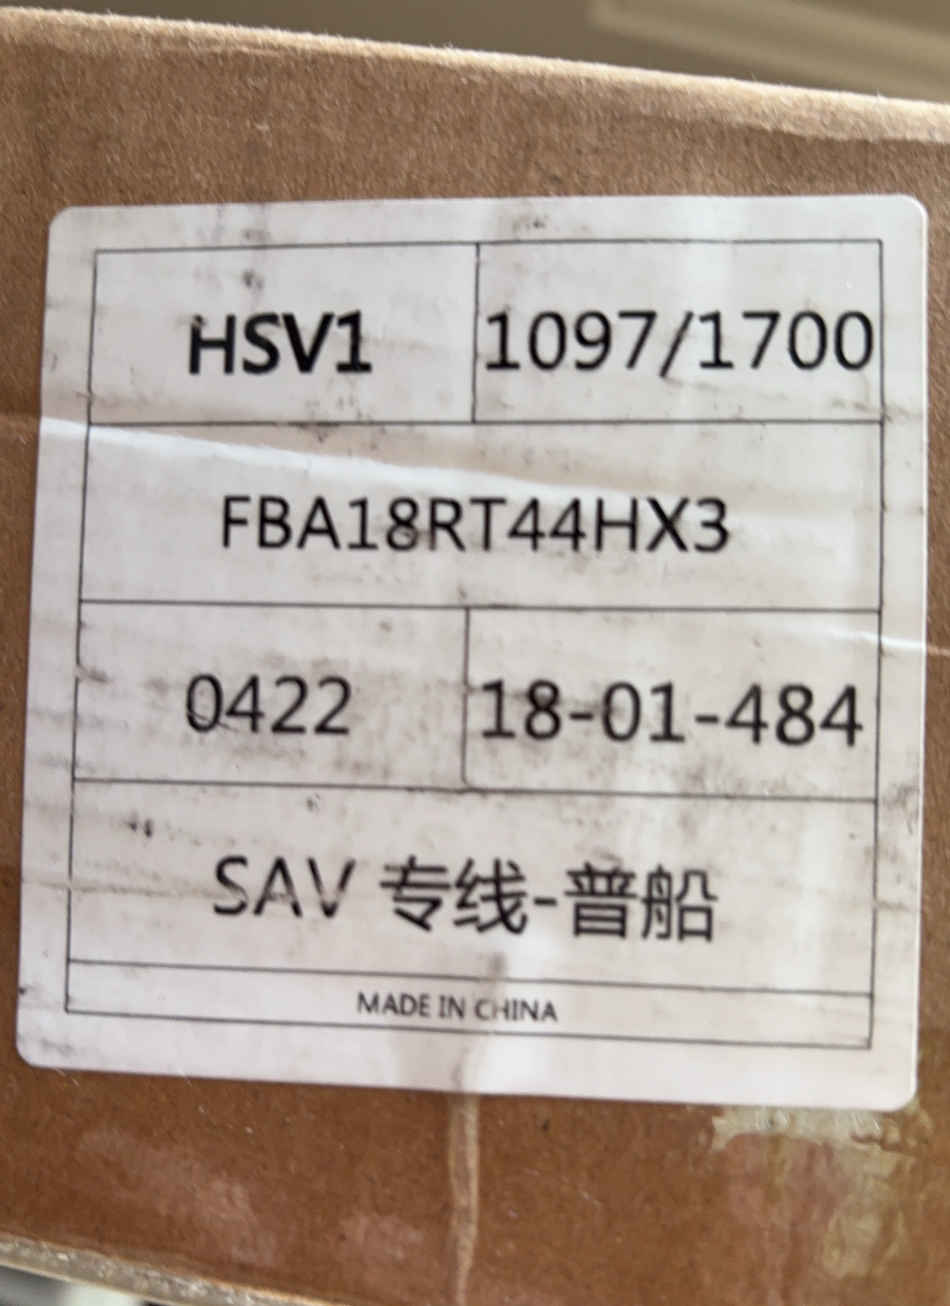 HSV1 1097/1700
FBA18RT44HX3
0422 18-01-484
SAV 专线-普船
MADE IN CHINA